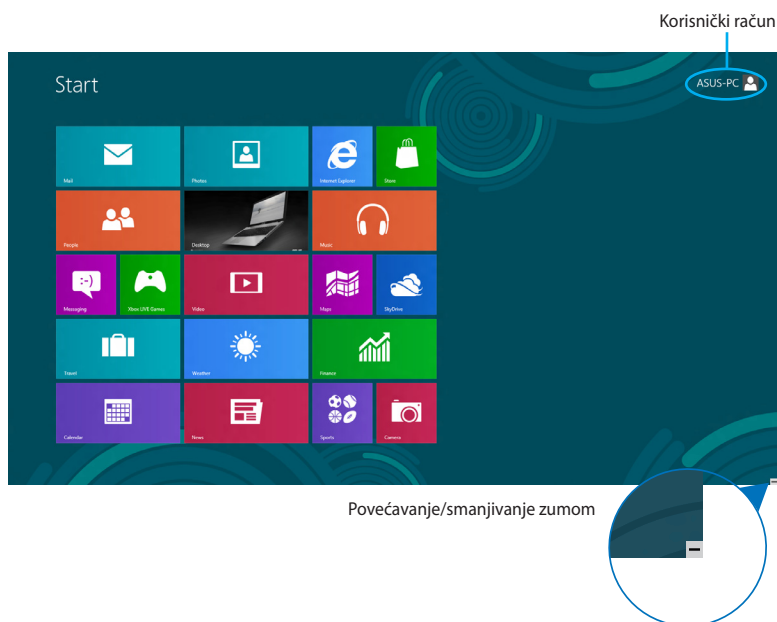 Korisnički račun
Start
ASUS-PC
Mail
Photos
Internet Explorer
Store
People
Desktop
Music
Messaging
Xbox LIVE Games
Video
Maps
SkyDrive
Travel
Weather
Finance
Calendar
News
Sports
Camera
Povećavanje/smanjivanje zumom